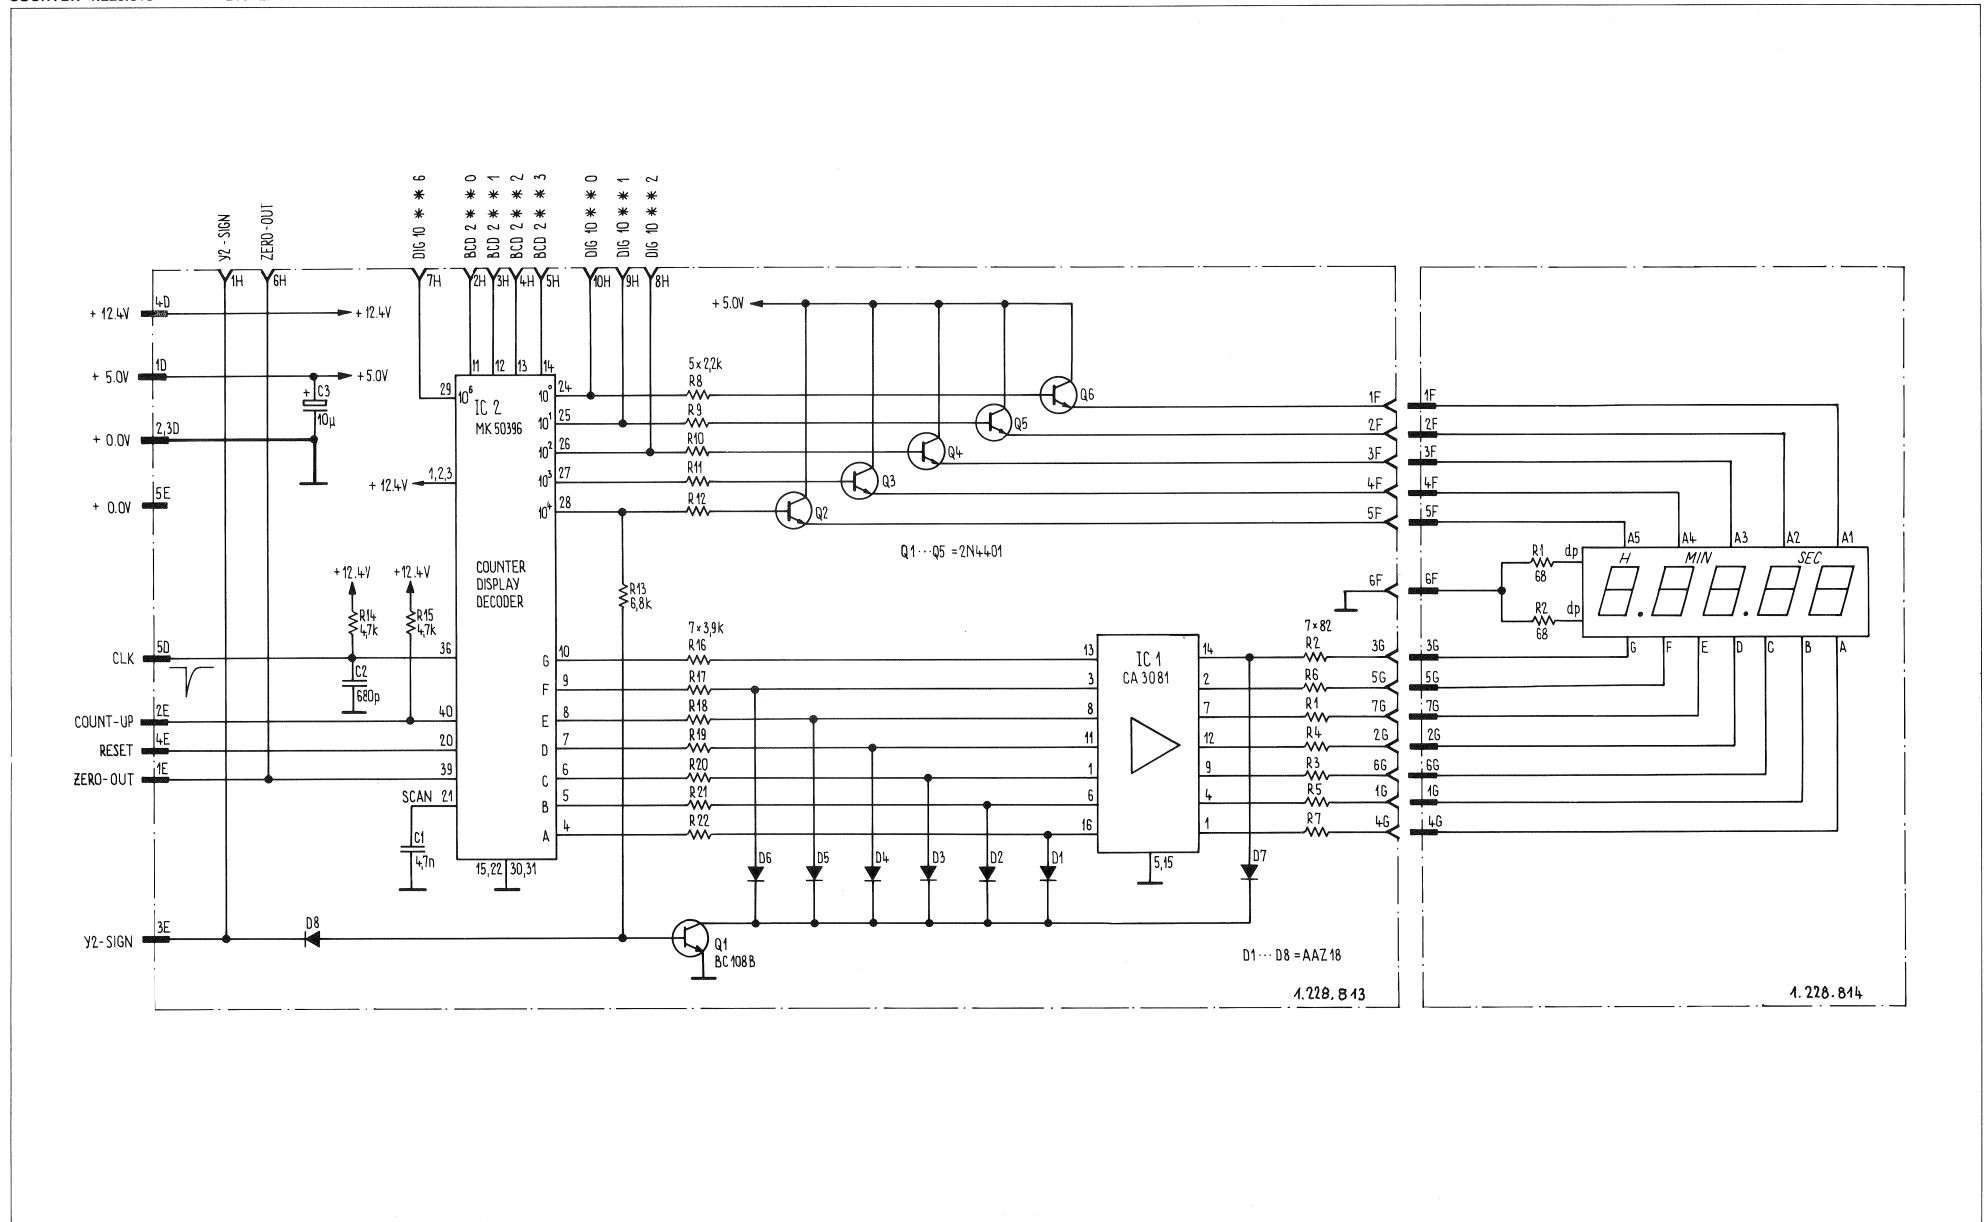 Y2-SIGN
ZERO-OUT
DIG 10 * * 6
BCD 2 * * 0
BCD 2 * * 1
BCD 2 * * 2
BCD 2 * * 3
DIG 10 * * 0
DIG 10 * * 1
DIG 10 * * 2
1H
6H
7H
2H
3H
4H
5H
10H
9H
8H
4D
+ 12.4V
+ 12.4V
+ 5.0V
1D
+ 5.0V
+5.0V
+ C3
10µ
2,3D
+ 0.0V
5E
+ 0.0V
11
12
13
14
29
10⁶
IC 2
MK 50396
1,2,3
+ 12.4V
COUNTER
DISPLAY
DECODER
10⁰
24
10¹
25
10²
26
10³
27
10⁴
28
5 x 2,2k
R8
R9
R10
R11
R12
Q6
Q5
Q4
Q3
Q2
Q1···Q5 = 2N4401
1F
2F
3F
4F
5F
6F
1F
2F
3F
4F
5F
6F
A5
A4
A3
A2
A1
R1
68
dp
R2
68
dp
H
MIN
SEC
8.88.88
G
F
E
D
C
B
A
+12.4V
+12.4V
R14
4,7k
R15
4,7k
R13
6,8k
5D
CLK
36
C2
680p
2E
COUNT-UP
40
4E
RESET
20
1E
ZERO-OUT
39
SCAN 21
C1
4,7n
15,22
30,31
7 x 3,9k
G
10
R16
13
F
9
R17
3
E
8
R18
8
D
7
R19
11
C
6
R20
1
B
5
R21
6
A
4
R22
16
IC 1
CA 3081
5,15
7 x 82
14
R2
3G
3G
2
R6
5G
5G
7
R1
7G
7G
12
R4
2G
2G
9
R3
6G
6G
4
R5
1G
1G
1
R7
4G
4G
D6
D5
D4
D3
D2
D1
D7
3E
Y2-SIGN
D8
Q1
BC 108 B
D1···D8 = AAZ 18
1.228.813
1.228.814